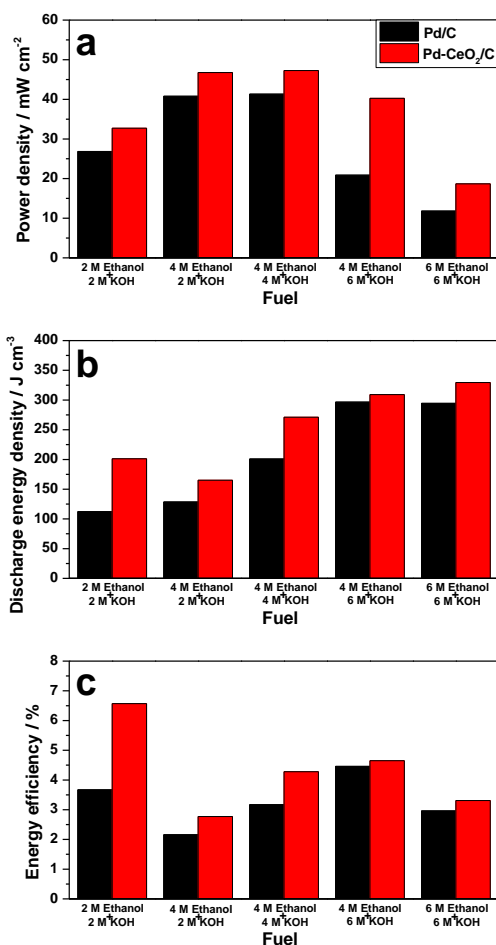 60
50
40
30
20
10
0
Power density / mW cm⁻²
a
Pd/C
Pd-CeO₂/C
2 M Ethanol 4 M Ethanol 4 M Ethanol 4 M Ethanol 6 M Ethanol
+ + + + +
2 M KOH 2 M KOH 4 M KOH 6 M KOH 6 M KOH
Fuel
400
350
300
250
200
150
100
50
0
Discharge energy density / J cm⁻³
b
2 M Ethanol 4 M Ethanol 4 M Ethanol 4 M Ethanol 6 M Ethanol
+ + + + +
2 M KOH 2 M KOH 4 M KOH 6 M KOH 6 M KOH
Fuel
8
7
6
5
4
3
2
1
0
Energy efficiency / %
c
2 M Ethanol 4 M Ethanol 4 M Ethanol 4 M Ethanol 6 M Ethanol
+ + + + +
2 M KOH 2 M KOH 4 M KOH 6 M KOH 6 M KOH
Fuel